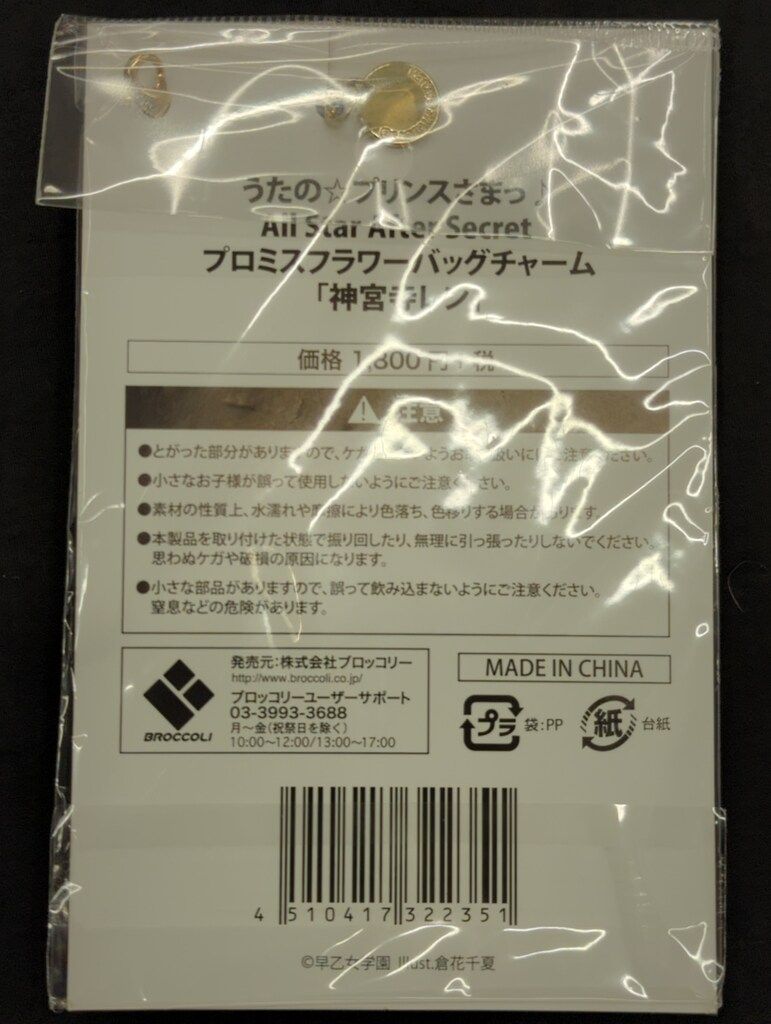 うたの☆プリンスさまっ♪
All Star After Secret
プロミスフラワーバッグチャーム
「神宮寺レン」
価格 1,800円+税
注意
●とがった部分がありますので、ケガ ようお取り扱いにはご注意ください。
●小さなお子様が誤って使用しないようにご注意ください。
●素材の性質上、水濡れや摩擦により色落ち、色移りする場合があります。
●本製品を取り付けた状態で振り回したり、無理に引っ張ったりしないでください。
思わぬケガや破損の原因になります。
●小さな部品がありますので、誤って飲み込まないようにご注意ください。
窒息などの危険があります。
BROCCOLI
発売元:株式会社ブロッコリー
http://www.broccoli.co.jp/
ブロッコリーユーザーサポート
03-3993-3688
月～金(祝祭日を除く)
10:00～12:00/13:00～17:00
MADE IN CHINA
プラ 袋:PP 紙 台紙
4 510417 322351
©早乙女学園 Illust.倉花千夏